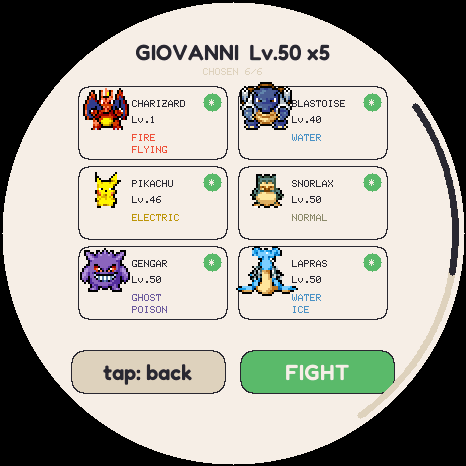 GIOVANNI Lv.50 x5
CHOSEN 6/6
CHARIZARD
Lv.1
FIRE
FLYING
BLASTOISE
Lv.40
WATER
PIKACHU
Lv.46
ELECTRIC
SNORLAX
Lv.50
NORMAL
GENGAR
Lv.50
GHOST
POISON
LAPRAS
Lv.50
WATER
ICE
tap: back
FIGHT